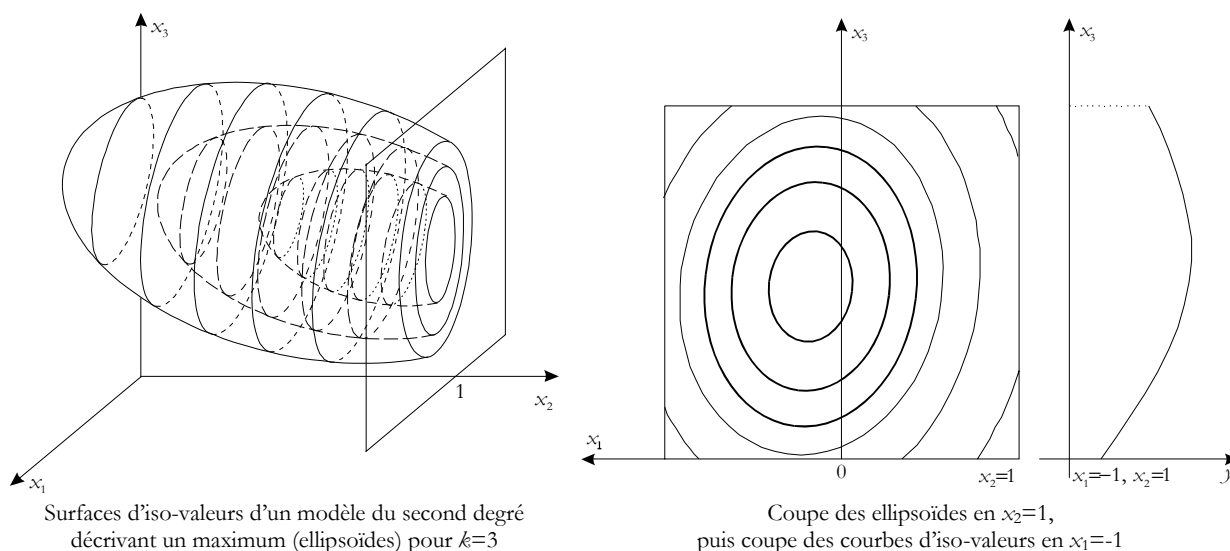 x₃
1
x₂
x₁
x₃
x₁
0
x₂=1
x₃
x₁=-1, x₂=1
y
Surfaces d’iso-valeurs d’un modèle du second degré
décrivant un maximum (ellipsoïdes) pour k=3
Coupe des ellipsoïdes en x₂=1,
puis coupe des courbes d’iso-valeurs en x₁=-1